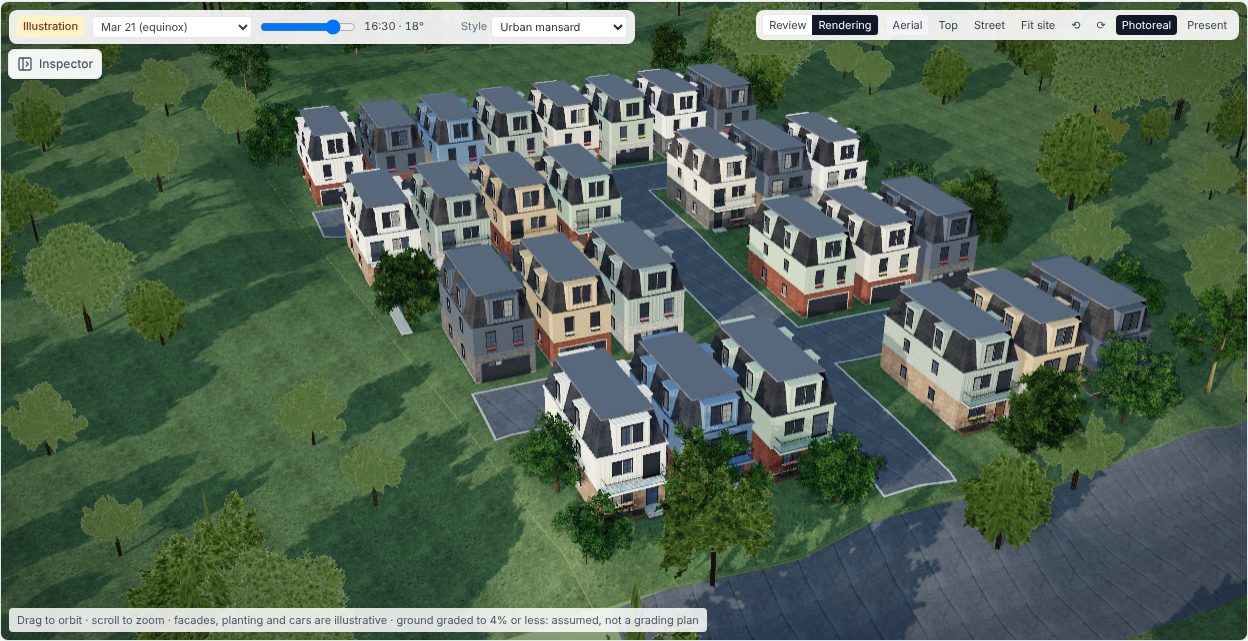 Illustration
Mar 21 (equinox)
16:30 · 18°
Style
Urban mansard
Review
Rendering
Aerial
Top
Street
Fit site
Photoreal
Present
Inspector
Drag to orbit · scroll to zoom · facades, planting and cars are illustrative · ground graded to 4% or less: assumed, not a grading plan